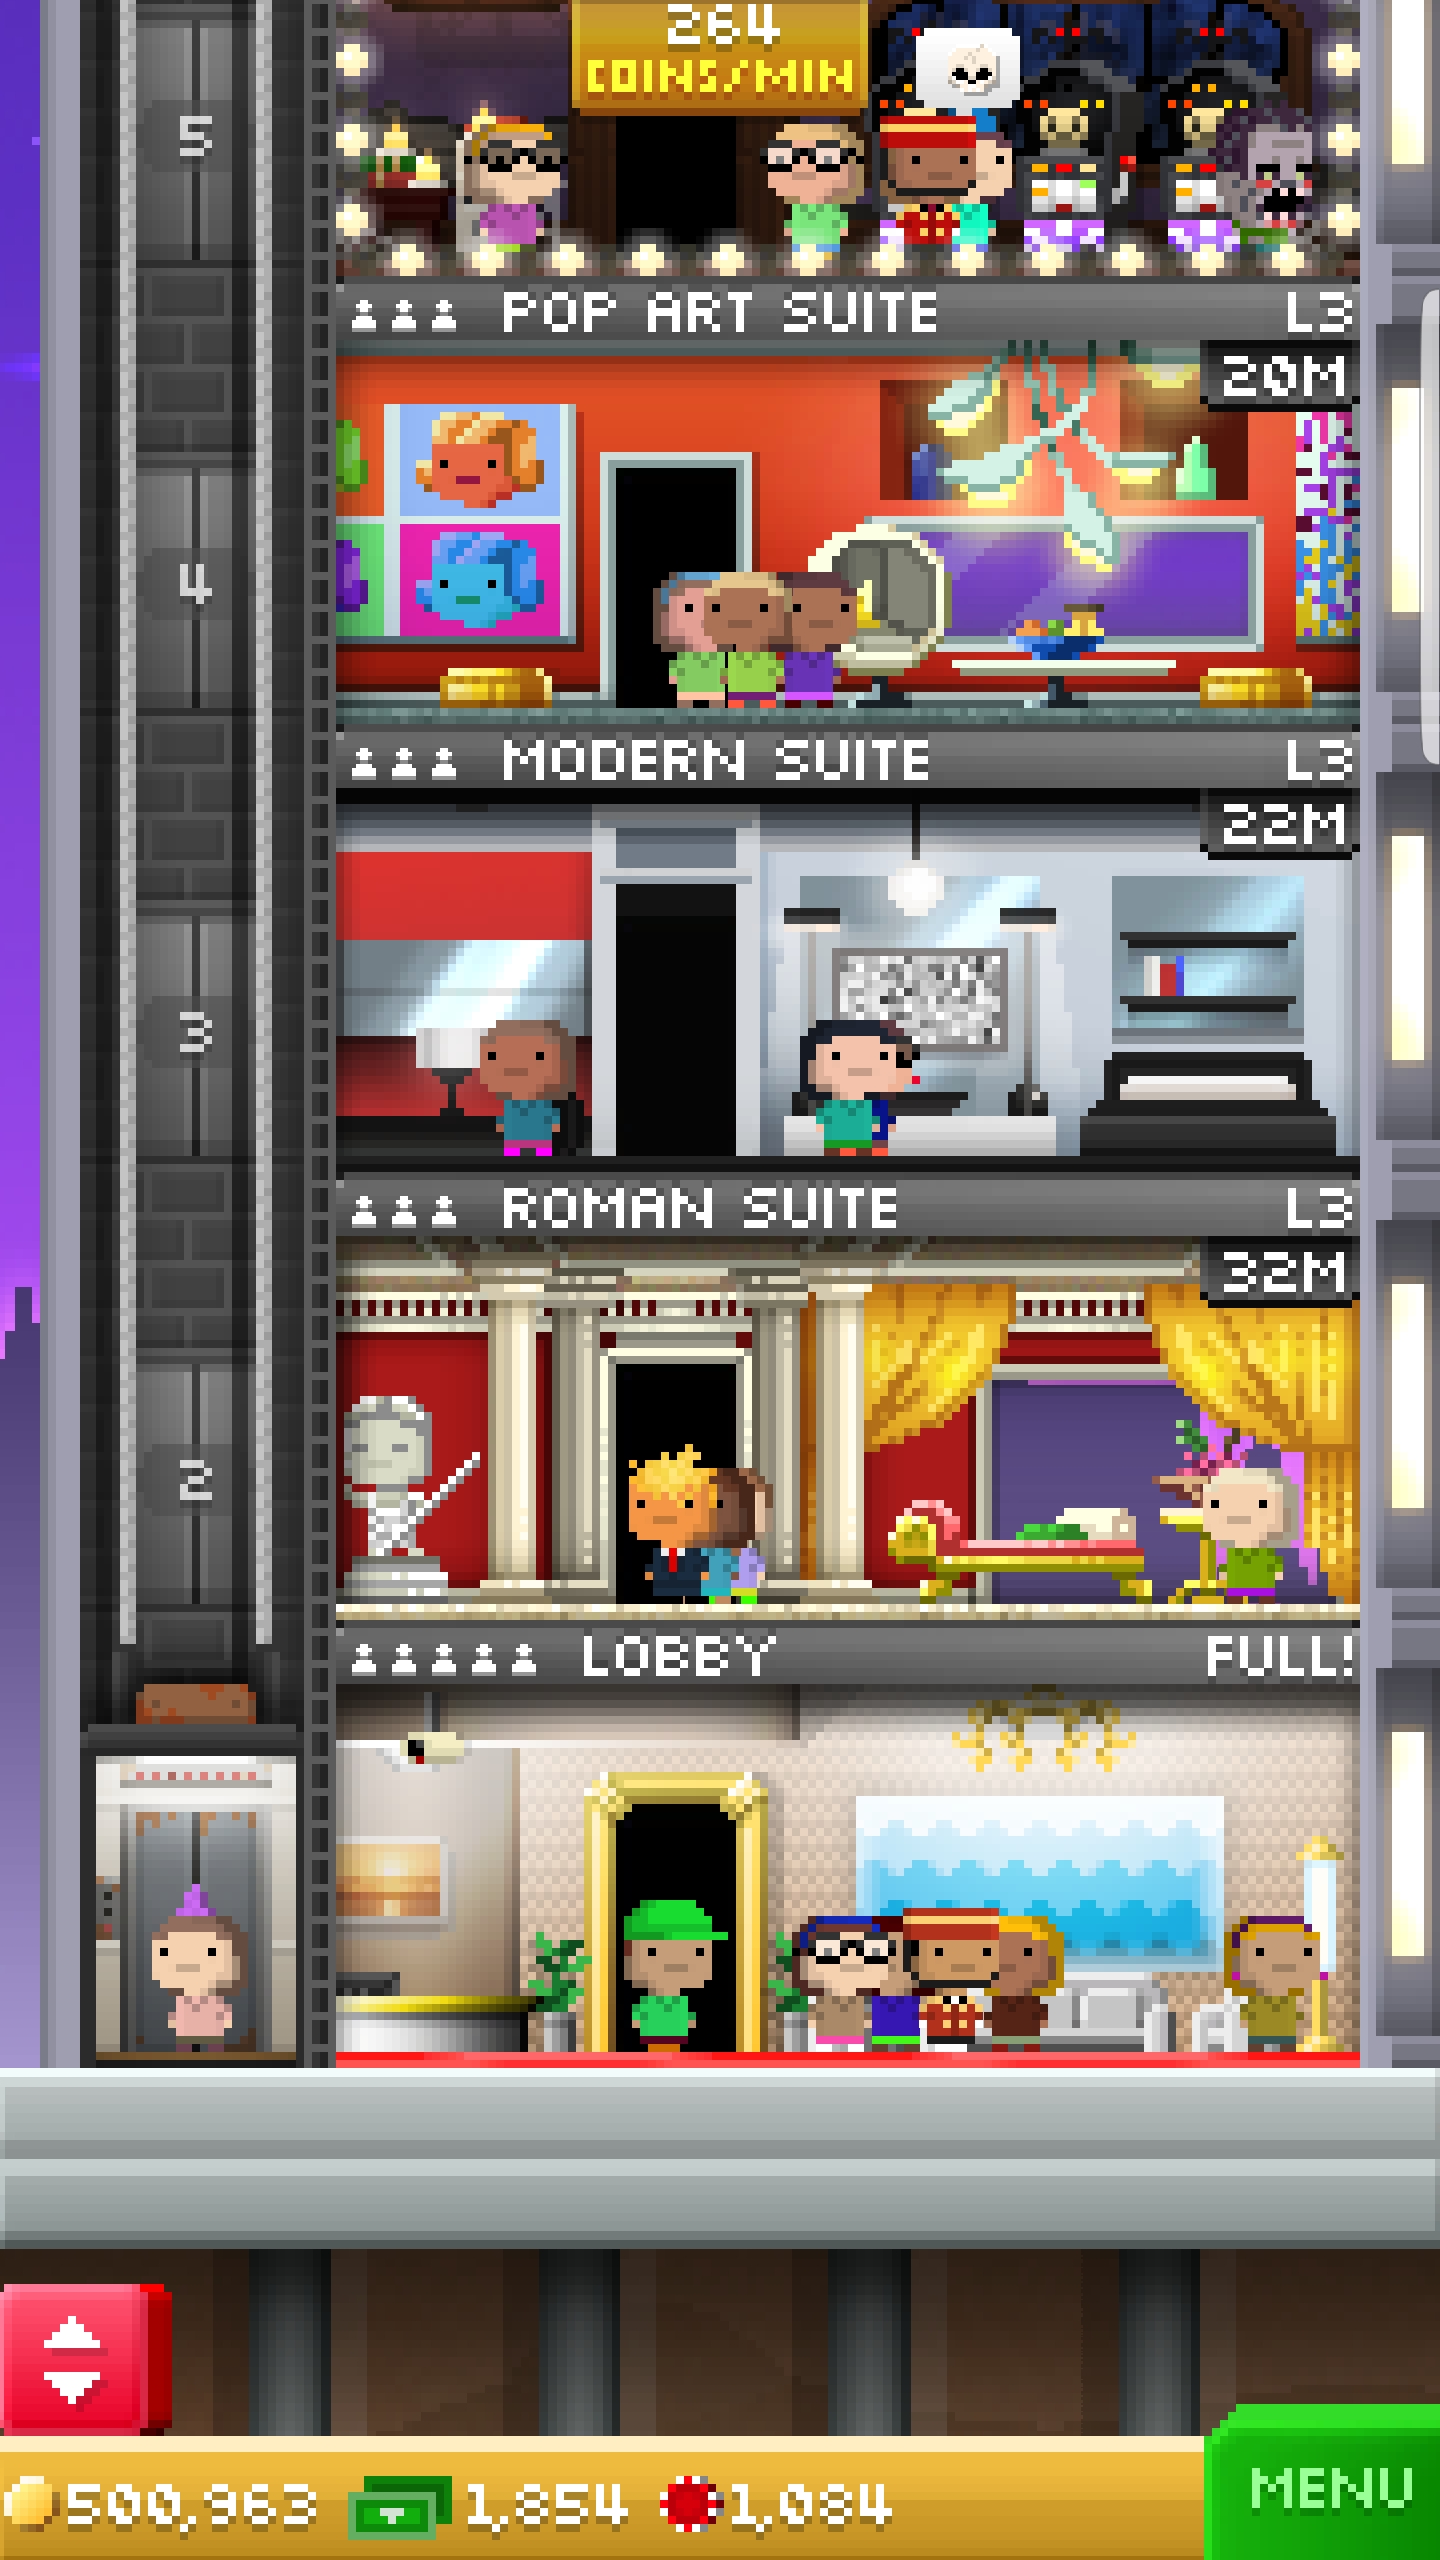 264
COINS/MIN
5
POP ART SUITE L3
20M
4
MODERN SUITE L3
22M
3
ROMAN SUITE L3
32M
2
LOBBY FULL!
500,963 1,854 1,084
MENU